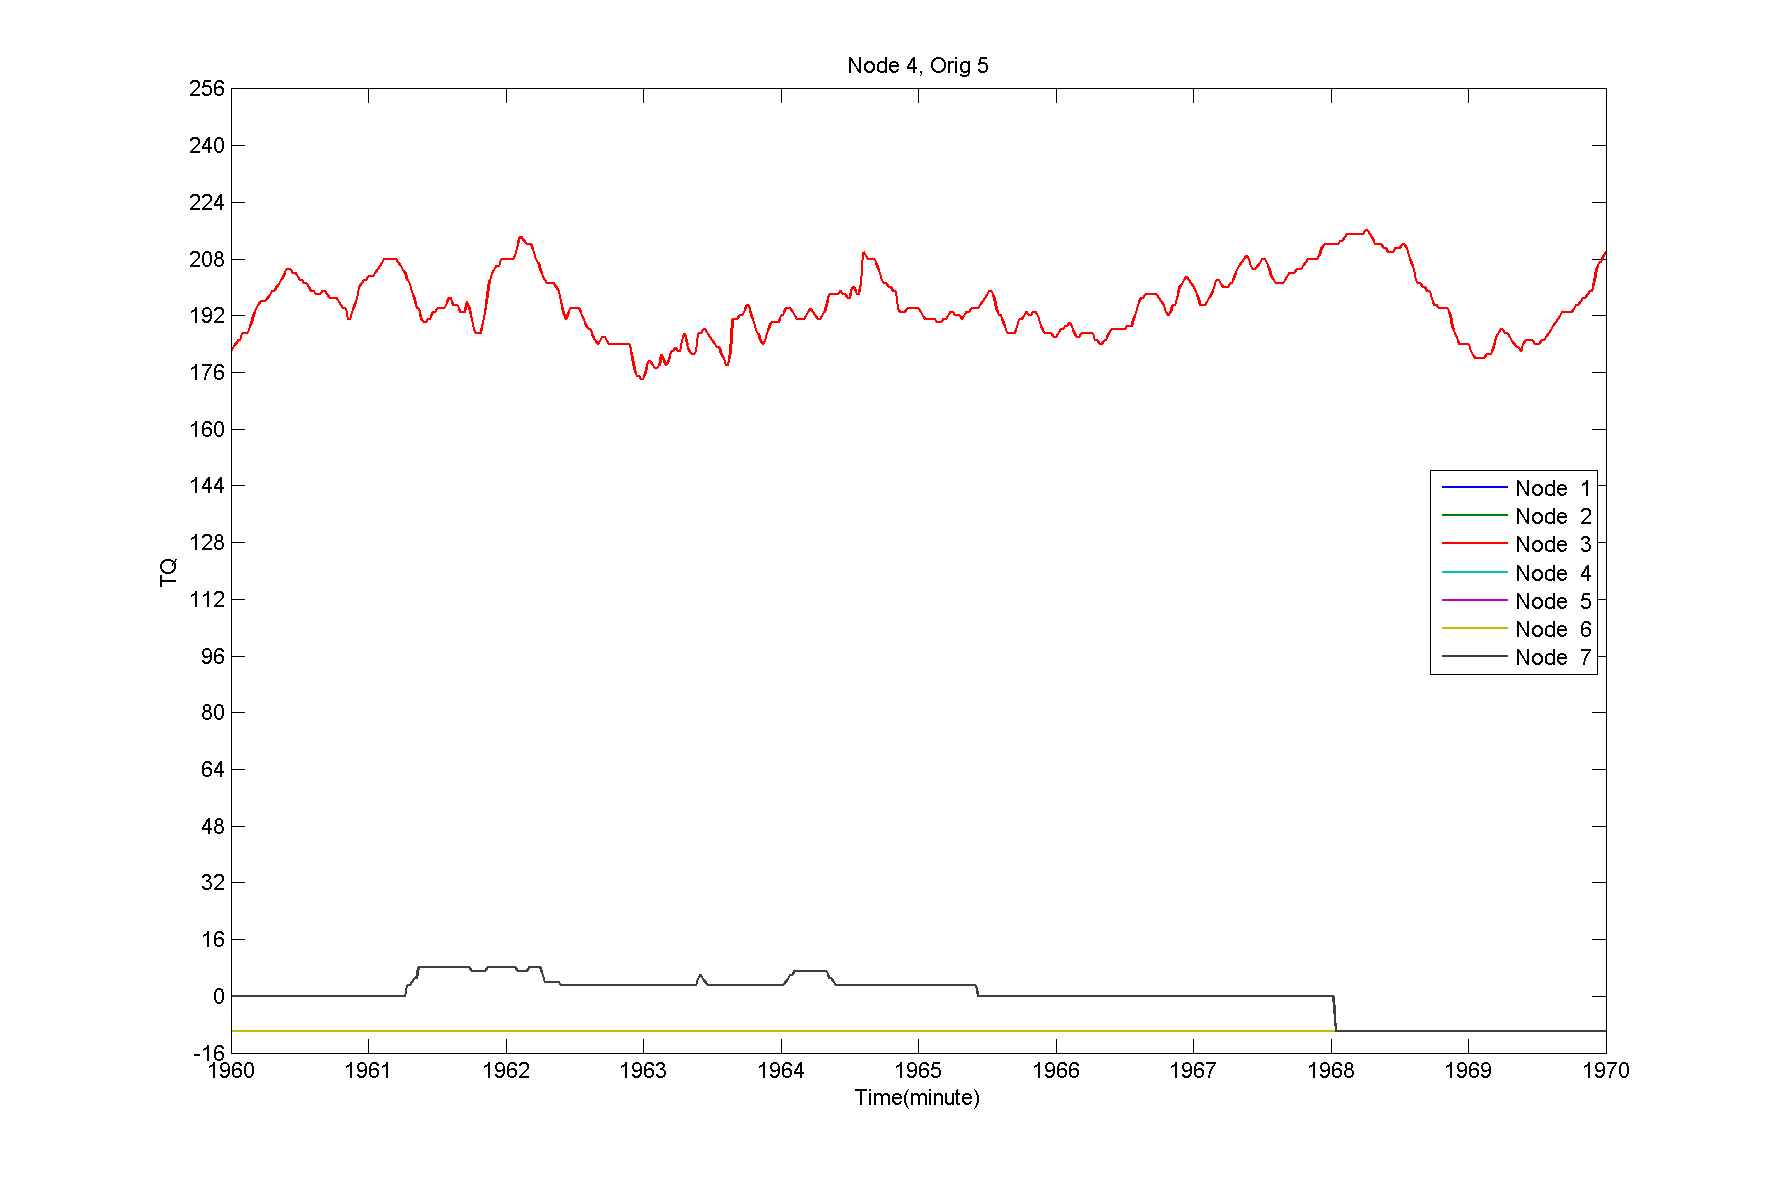 Node 4, Orig 5
256
240
224
208
192
176
160
144
128
112
96
80
64
48
32
16
0
-16
TQ
Node 1
Node 2
Node 3
Node 4
Node 5
Node 6
Node 7
1960 1961 1962 1963 1964 1965 1966 1967 1968 1969 1970
Time(minute)